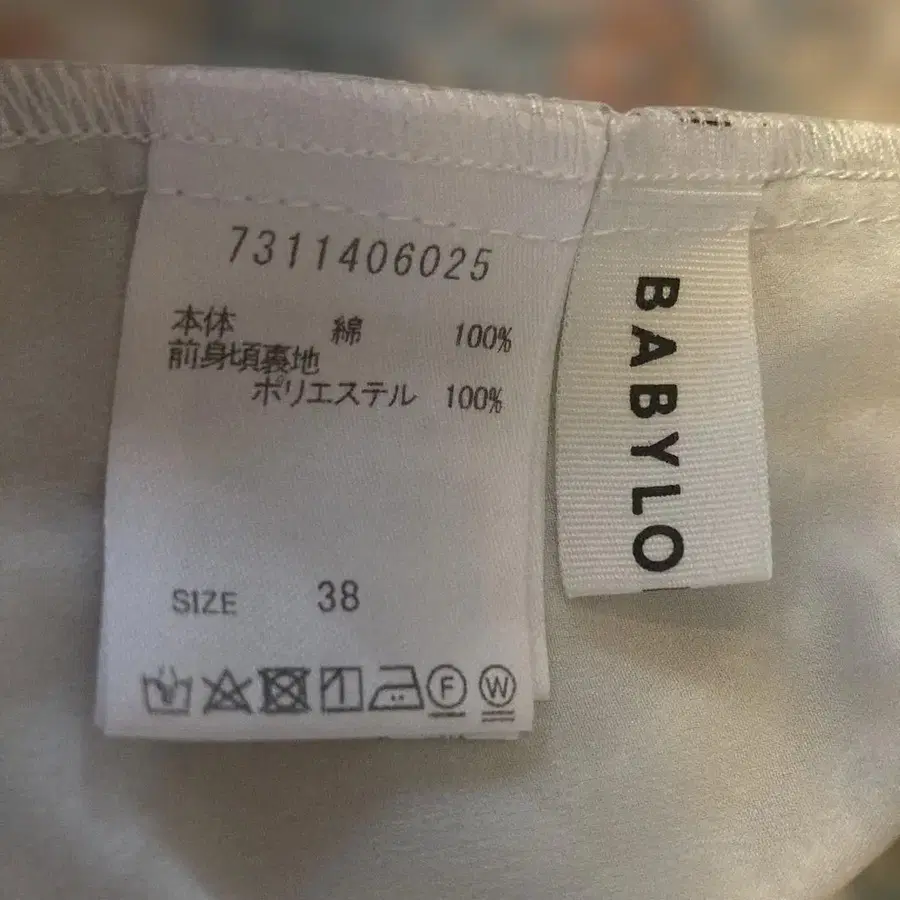 7311406025
本体 綿 100%
前身頃裏地
ポリエステル 100%
SIZE 38
F W
BABYLO